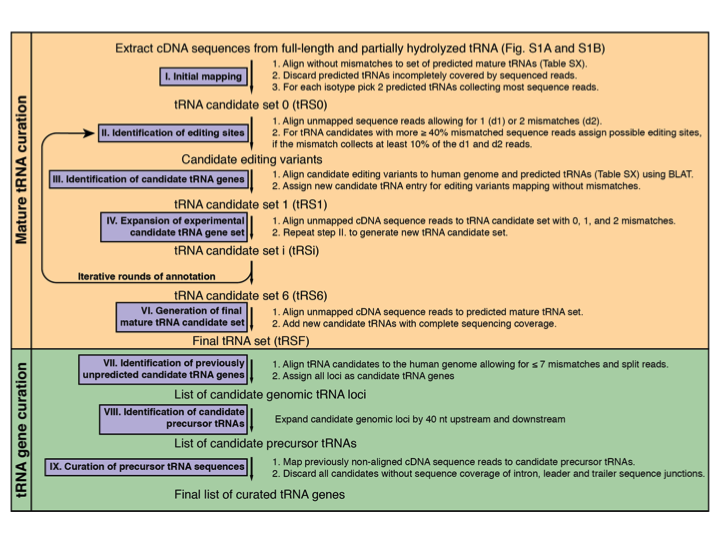 Extract cDNA sequences from full-length and partially hydrolyzed tRNA (Fig. S1A and S1B)
Mature tRNA curation
I. Initial mapping
1. Align without mismatches to set of predicted mature tRNAs (Table SX).
2. Discard predicted tRNAs incompletely covered by sequenced reads.
3. For each isotype pick 2 predicted tRNAs collecting most sequence reads.
tRNA candidate set 0 (tRS0)
II. Identification of editing sites
1. Align unmapped sequence reads allowing for 1 (d1) or 2 mismatches (d2).
2. For tRNA candidates with more ≥ 40% mismatched sequence reads assign possible editing sites,
if the mismatch collects at least 10% of the d1 and d2 reads.
Candidate editing variants
III. Identification of candidate tRNA genes
1. Align candidate editing variants to human genome and predicted tRNAs (Table SX) using BLAT.
2. Assign new candidate tRNA entry for editing variants mapping without mismatches.
tRNA candidate set 1 (tRS1)
IV. Expansion of experimental
candidate tRNA gene set
1. Align unmapped cDNA sequence reads to tRNA candidate set with 0, 1, and 2 mismatches.
2. Repeat step II. to generate new tRNA candidate set.
tRNA candidate set i (tRSi)
Iterative rounds of annotation
tRNA candidate set 6 (tRS6)
VI. Generation of final
mature tRNA candidate set
1. Align unmapped cDNA sequence reads to predicted mature tRNA set.
2. Add new candidate tRNAs with complete sequencing coverage.
Final tRNA set (tRSF)
tRNA gene curation
VII. Identification of previously
unpredicted candidate tRNA genes
1. Align tRNA candidates to the human genome allowing for ≤ 7 mismatches and split reads.
2. Assign all loci as candidate tRNA genes
List of candidate genomic tRNA loci
VIII. Identification of candidate
precursor tRNAs
Expand candidate genomic loci by 40 nt upstream and downstream
List of candidate precursor tRNAs
IX. Curation of precursor tRNA sequences
1. Map previously non-aligned cDNA sequence reads to candidate precursor tRNAs.
2. Discard all candidates without sequence coverage of intron, leader and trailer sequence junctions.
Final list of curated tRNA genes